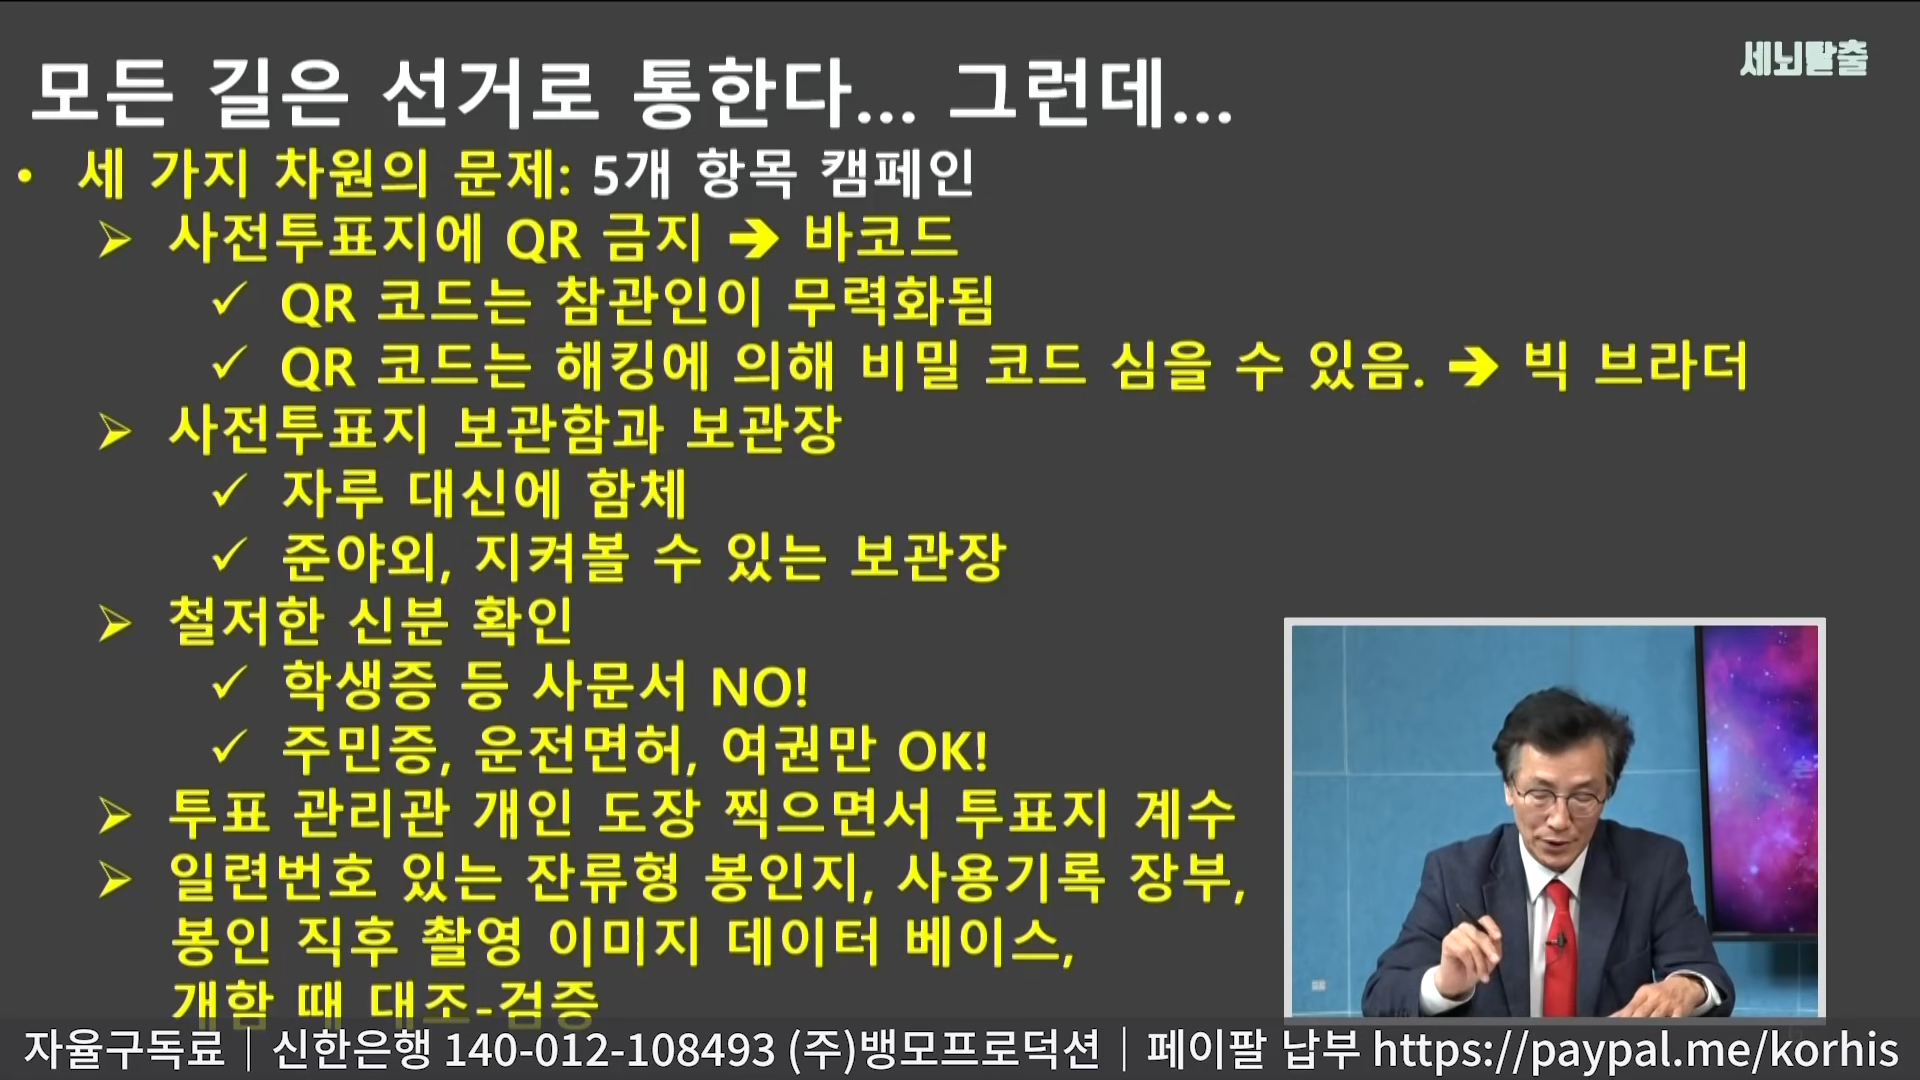 세뇌탈출
모든 길은 선거로 통한다... 그런데...
• 세 가지 차원의 문제: 5개 항목 캠페인
➢ 사전투표지에 QR 금지 ➔ 바코드
✓ QR 코드는 참관인이 무력화됨
✓ QR 코드는 해킹에 의해 비밀 코드 심을 수 있음. ➔ 빅 브라더
➢ 사전투표지 보관함과 보관장
✓ 자루 대신에 함체
✓ 준야외, 지켜볼 수 있는 보관장
➢ 철저한 신분 확인
✓ 학생증 등 사문서 NO!
✓ 주민증, 운전면허, 여권만 OK!
➢ 투표 관리관 개인 도장 찍으면서 투표지 계수
➢ 일련번호 있는 잔류형 봉인지, 사용기록 장부,
봉인 직후 촬영 이미지 데이터 베이스,
개함 때 대조-검증
자율구독료｜신한은행 140-012-108493 (주)뱅모프로덕션｜페이팔 납부 https://paypal.me/korhis